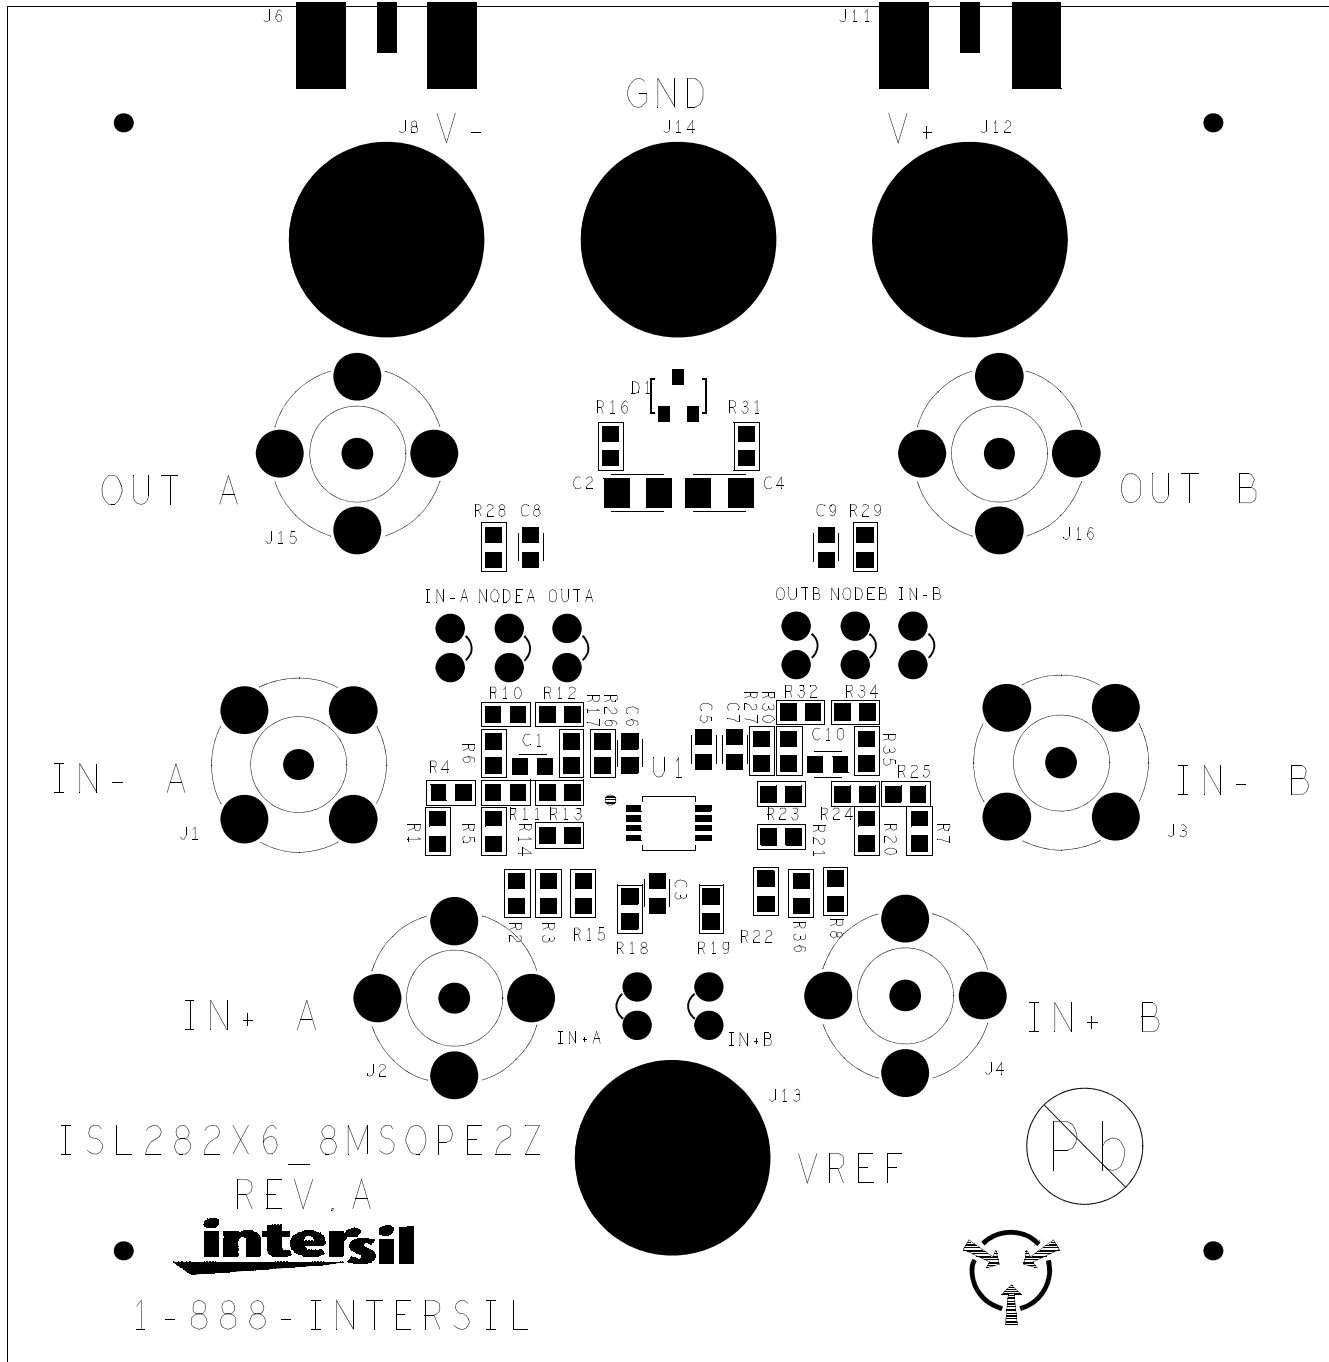 J6
J11
GND
J8
V-
J14
V+
J12
D1
R16
R31
C2
C4
OUT A
OUT B
J15
J16
R28
C8
C9
R29
IN-A NODEA OUTA
OUTB NODEB IN-B
R10
R12
R17
R26
C6
C5
C7
R27
R30
R32
R34
R6
C1
U1
C10
R35
R4
R25
IN- A
IN- B
R11
R13
R23
R24
J1
R1
R5
R14
R21
R20
R7
J3
C3
R2
R3
R15
R18
R19
R22
R36
R8
IN+ A
IN+ B
IN+A
IN+B
J2
J4
J13
ISL282X6_8MSOPE2Z
REV.A
VREF
Pb
intersil
1-888-INTERSIL